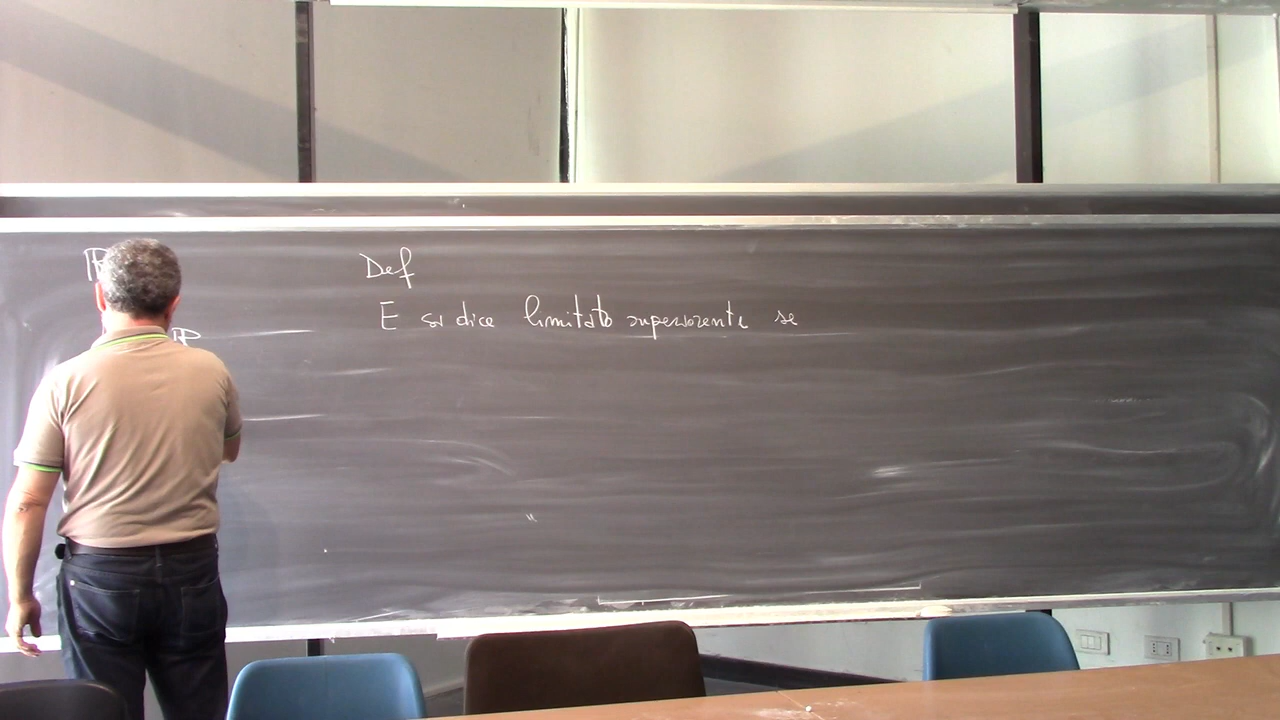 ℝ
Def
E si dice limitato superiormente se
ℝ